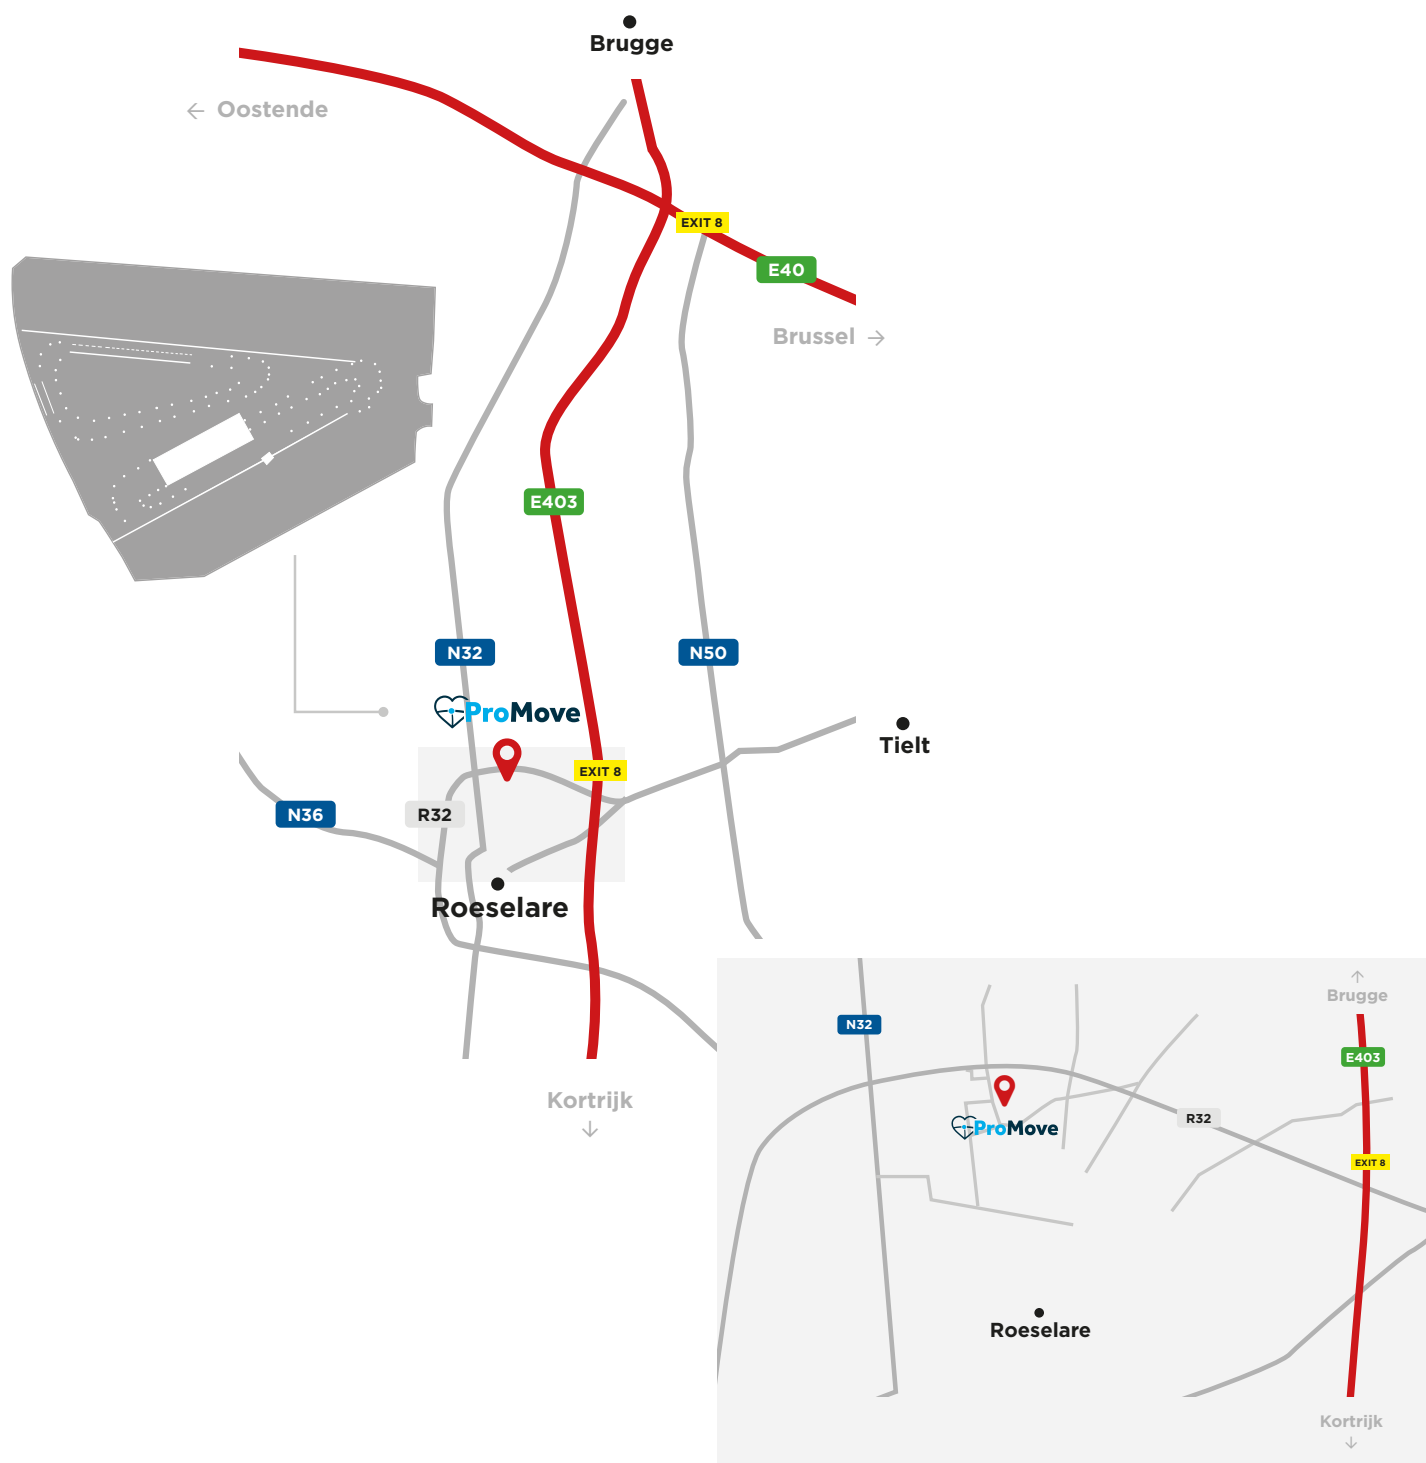 Brugge
← Oostende
EXIT 8
E40
Brussel →
E403
N32
N50
ProMove
Tielt
EXIT 8
N36
R32
Roeselare
Kortrijk
↓
↑
Brugge
N32
E403
R32
ProMove
EXIT 8
Roeselare
Kortrijk
↓